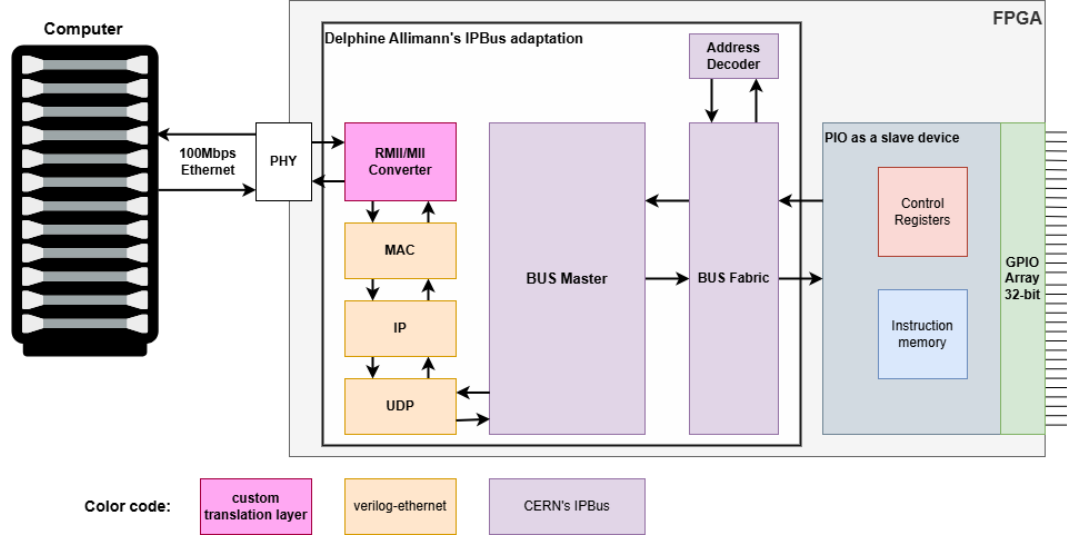 FPGA
Computer
Delphine Allimann's IPBus adaptation
Address
Decoder
100Mbps
Ethernet
PHY
RMII/MII
Converter
MAC
IP
UDP
BUS Master
BUS Fabric
PIO as a slave device
Control
Registers
Instruction
memory
GPIO
Array
32-bit
Color code:
custom
translation layer
verilog-ethernet
CERN's IPBus